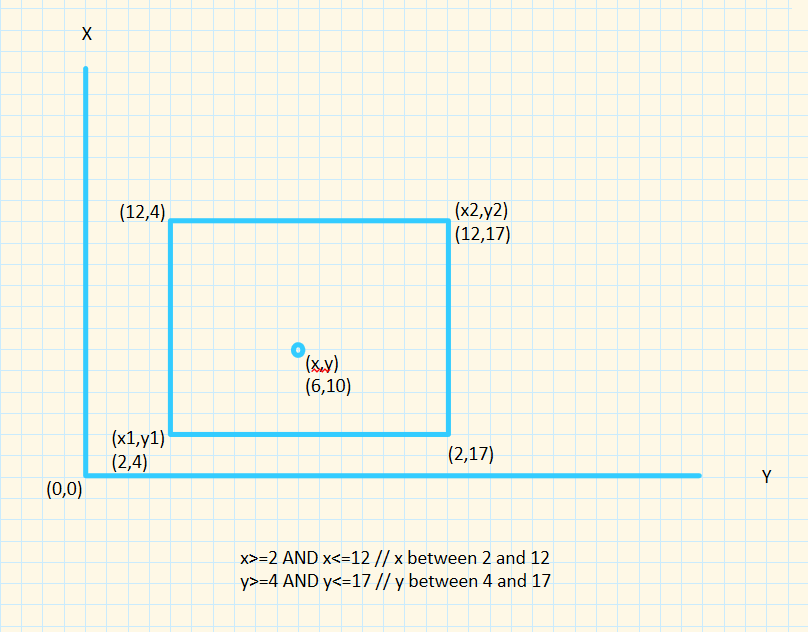 X
(12,4)
(x2,y2)
(12,17)
(x,y)
(6,10)
(x1,y1)
(2,4)
(2,17)
(0,0)
Y
x>=2 AND x<=12 // x between 2 and 12
y>=4 AND y<=17 // y between 4 and 17